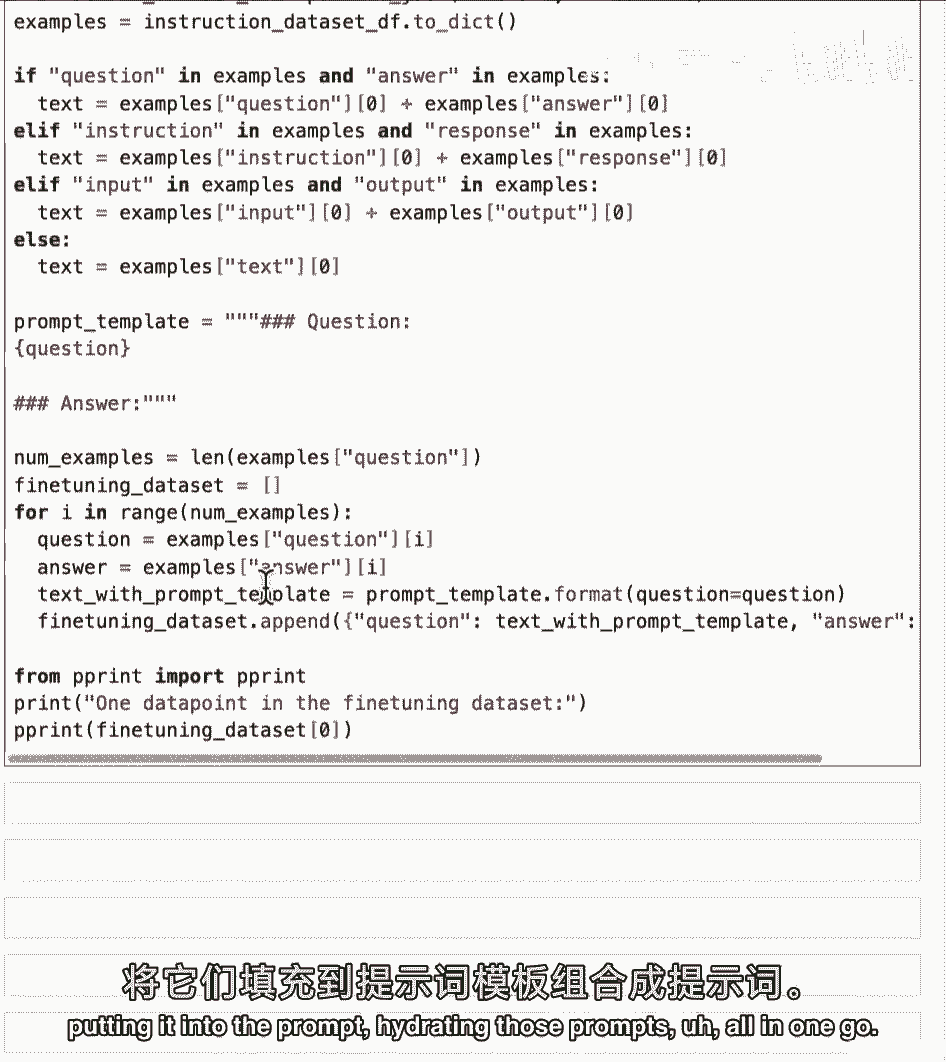 examples = instruction_dataset_df.to_dict()
if "question" in examples and "answer" in examples:
  text = examples["question"][0] + examples["answer"][0]
elif "instruction" in examples and "response" in examples:
  text = examples["instruction"][0] + examples["response"][0]
elif "input" in examples and "output" in examples:
  text = examples["input"][0] + examples["output"][0]
else:
  text = examples["text"][0]
prompt_template = """### Question:
{question}
### Answer:"""
num_examples = len(examples["question"])
finetuning_dataset = []
for i in range(num_examples):
  question = examples["question"][i]
  answer = examples["answer"][i]
  text_with_prompt_template = prompt_template.format(question=question)
  finetuning_dataset.append({"question": text_with_prompt_template, "answer":
from pprint import pprint
print("One datapoint in the finetuning dataset:")
pprint(finetuning_dataset[0])
将它们填充到提示词模板组合成提示词。
putting it into the prompt, hydrating those prompts, uh, all in one go.